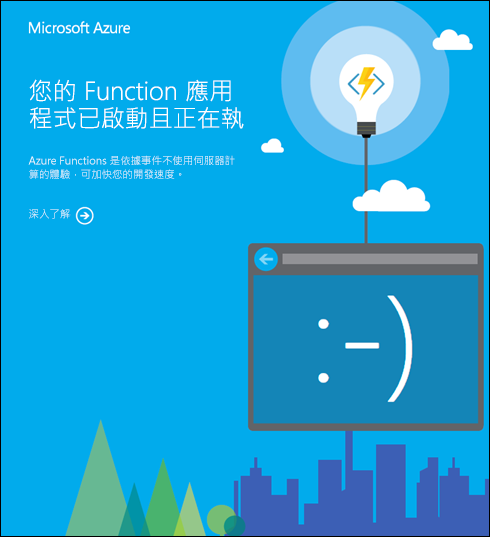 Microsoft Azure
您的 Function 應用
程式已啟動且正在執
Azure Functions 是依據事件不使用伺服器計
算的體驗，可加快您的開發速度。
深入了解
:-)